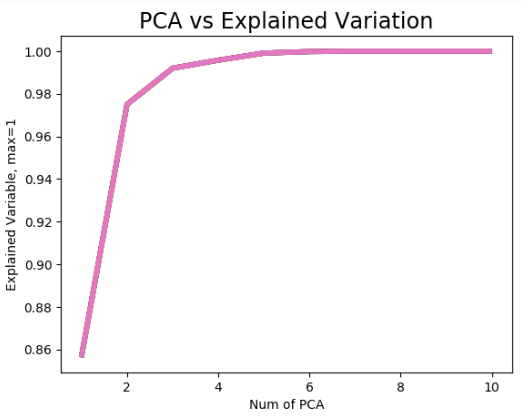 PCA vs Explained Variation
1.00
0.98
0.96
0.94
0.92
0.90
0.88
0.86
Explained Variable, max=1
2 4 6 8 10
Num of PCA